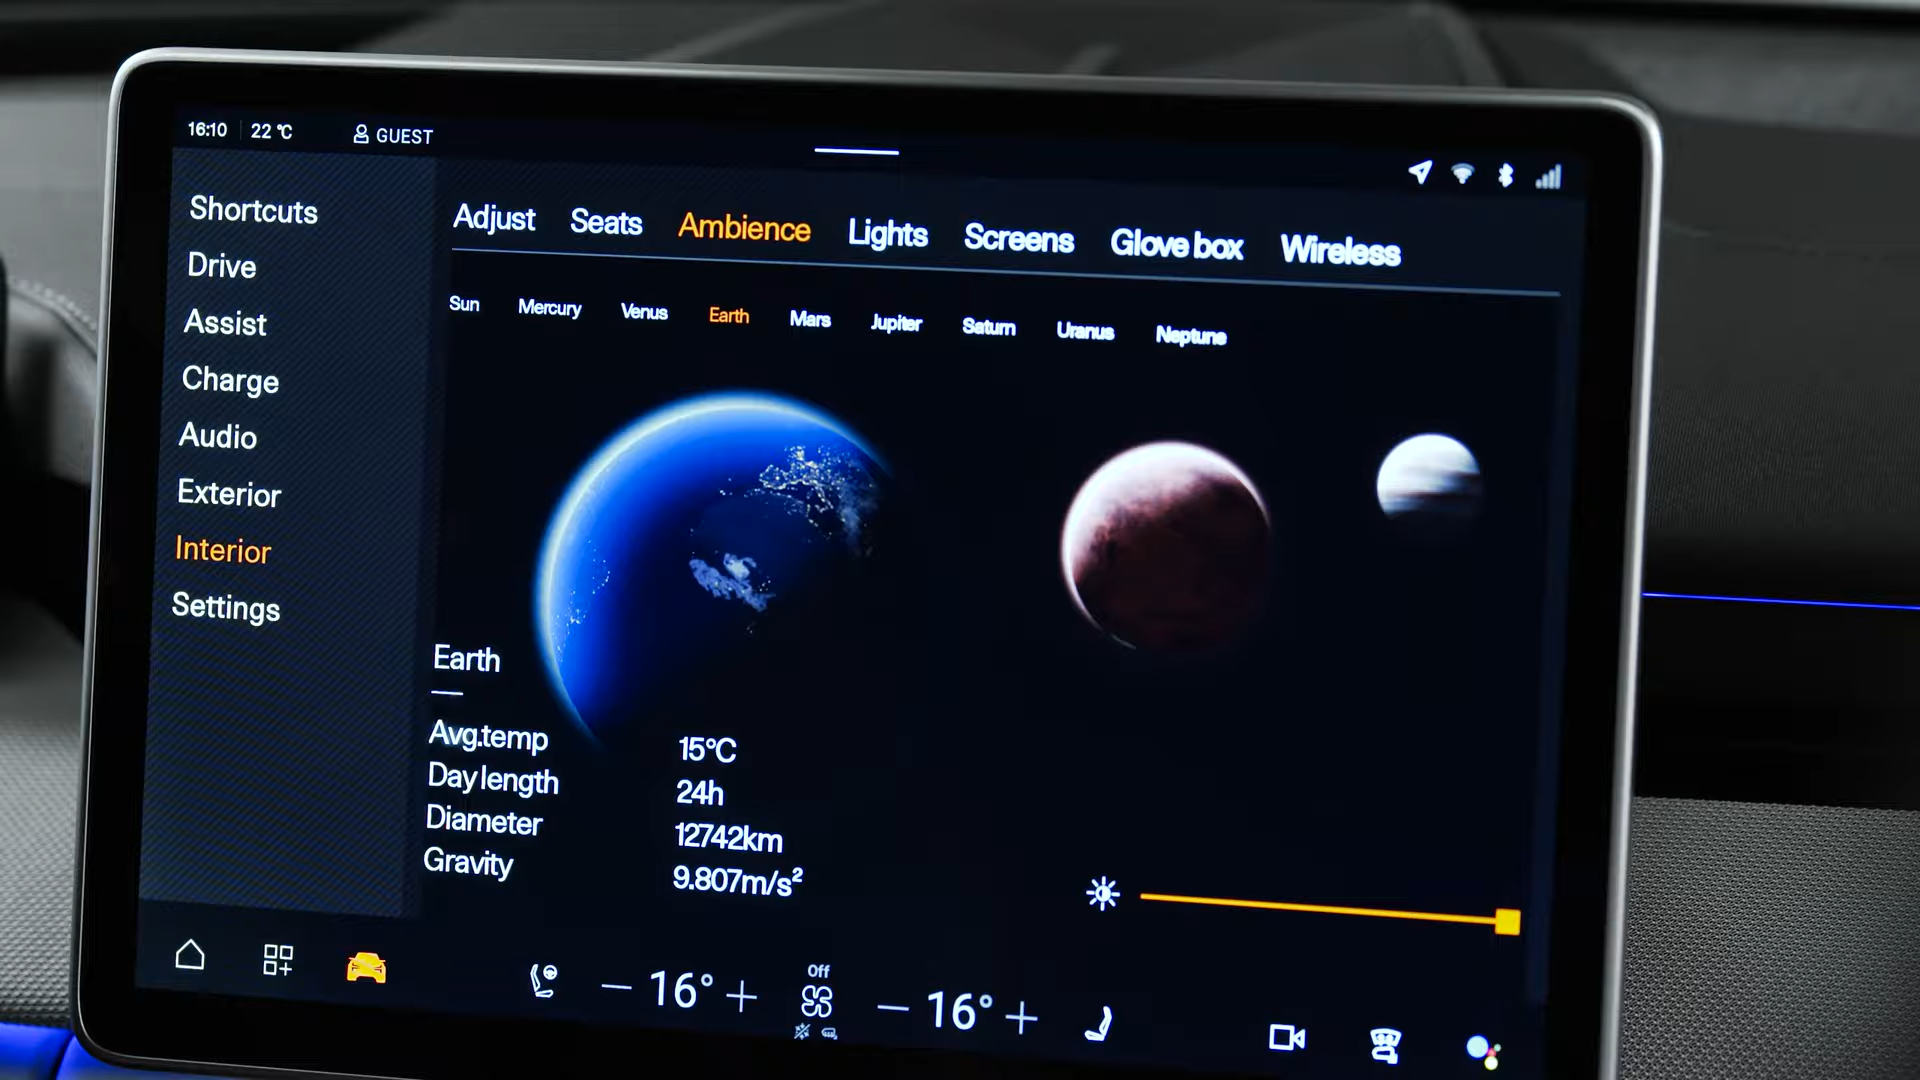 16:10 22 °C GUEST
Shortcuts
Drive
Assist
Charge
Audio
Exterior
Interior
Settings
Adjust Seats Ambience Lights Screens Glove box Wireless
Sun Mercury Venus Earth Mars Jupiter Saturn Uranus Neptune
Earth
Avg.temp 15°C
Day length 24h
Diameter 12742km
Gravity 9.807m/s²
Off
− 16° + − 16° +